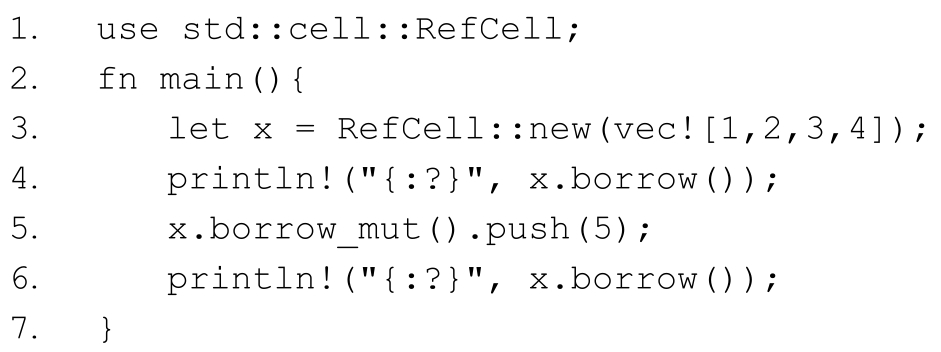 1. use std::cell::RefCell;
2. fn main(){
3. let x = RefCell::new(vec![1,2,3,4]);
4. println!("{:?}", x.borrow());
5. x.borrow_mut().push(5);
6. println!("{:?}", x.borrow());
7. }